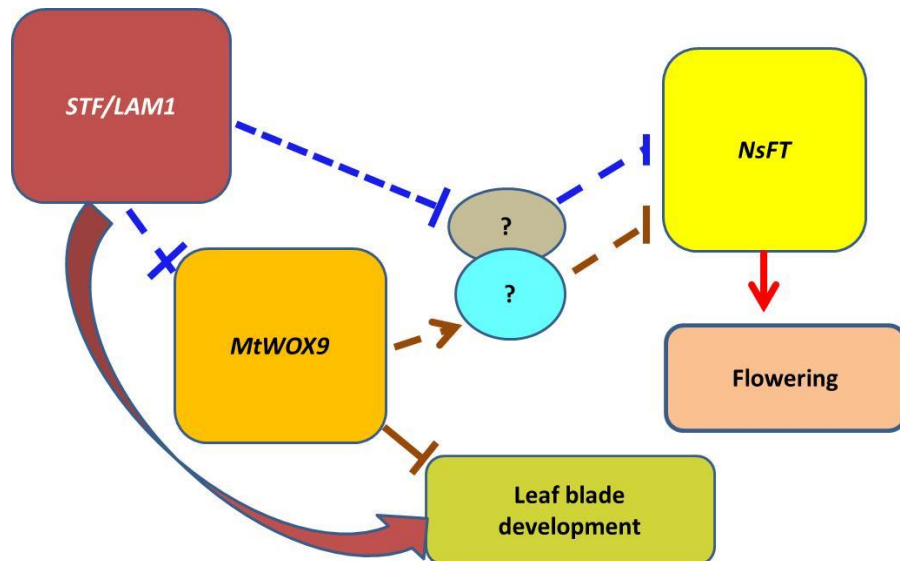 STF/LAM1
NsFT
?
?
MtWOX9
Flowering
Leaf blade
development